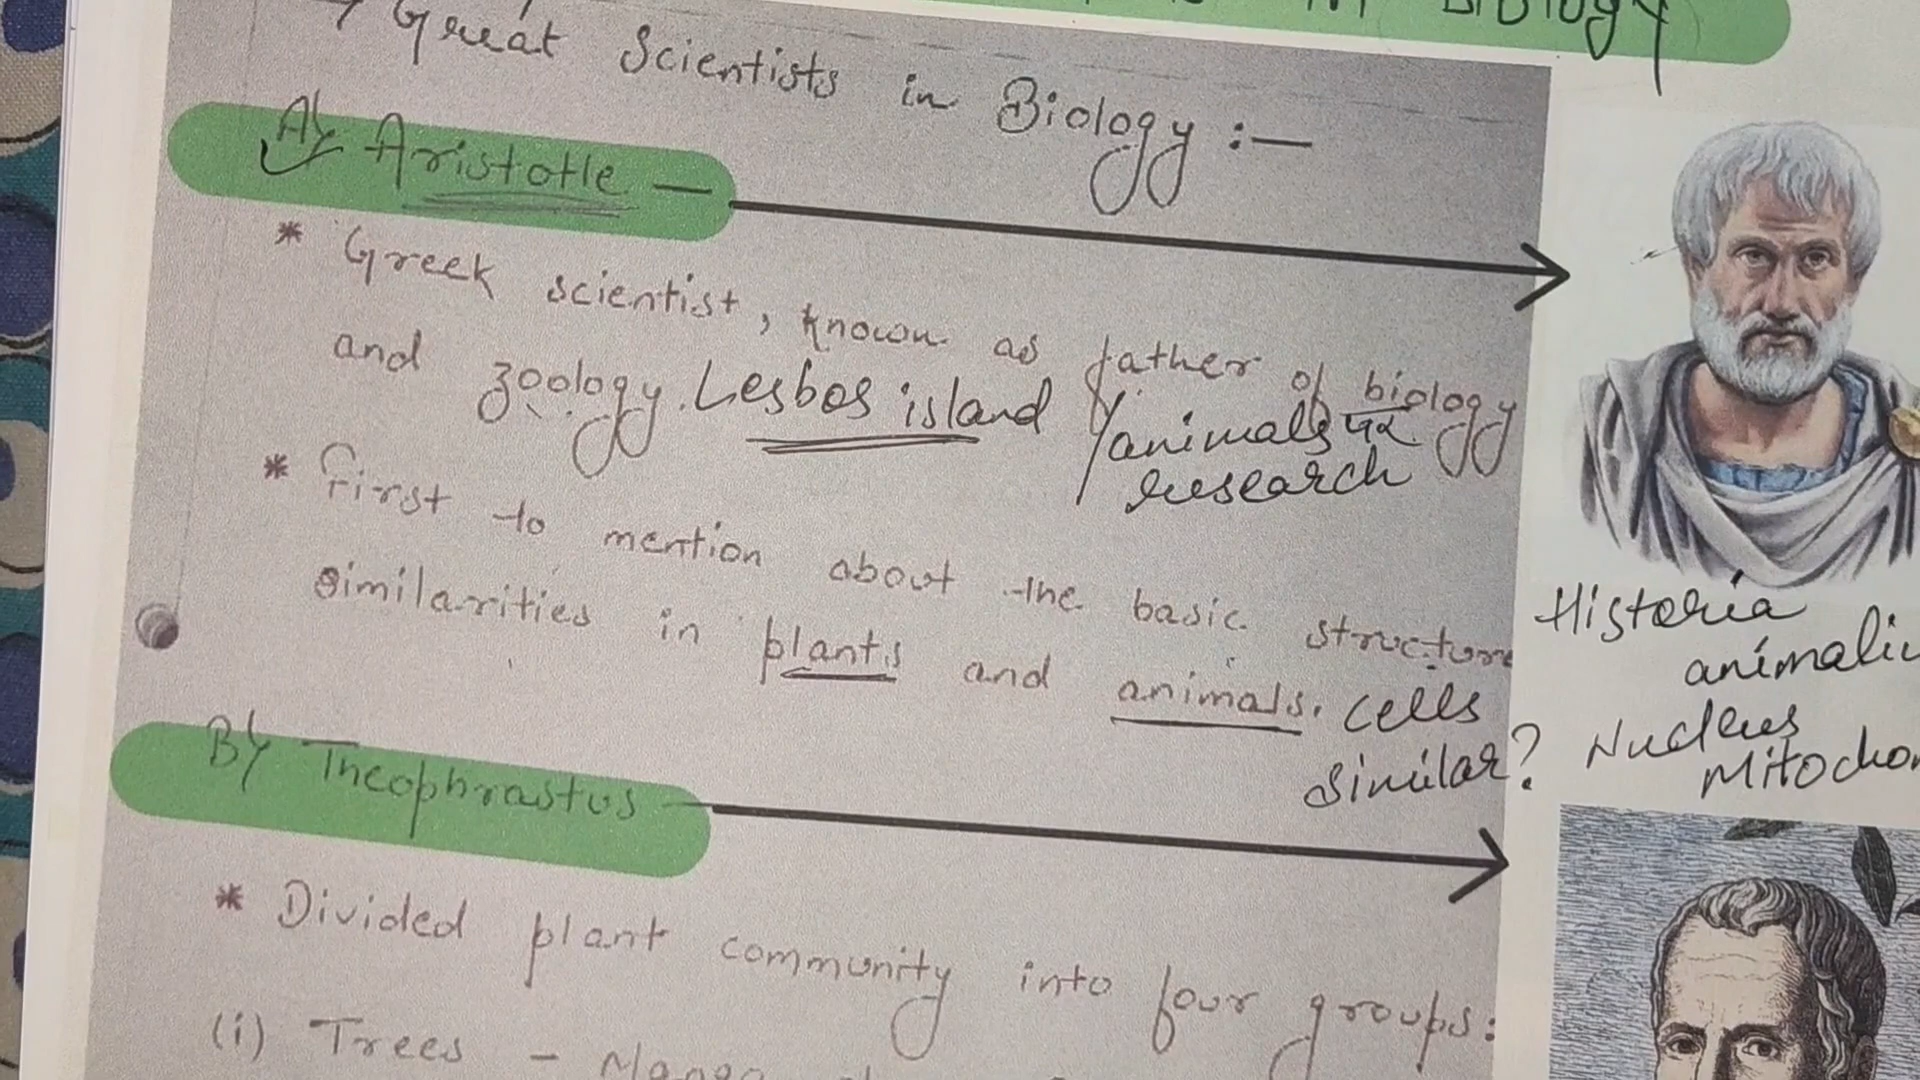 Biology
Great Scientists in Biology :—
A) Aristotle —
* Greek scientist, known as father of biology
and zoology. Lesbos island / animals पर
research
* First to mention about the basic structure
similarities in plants and animals. cells
similar?
Historia
Nucleus
B) Theophrastus
* Divided plant community into four groups:
(i) Trees -